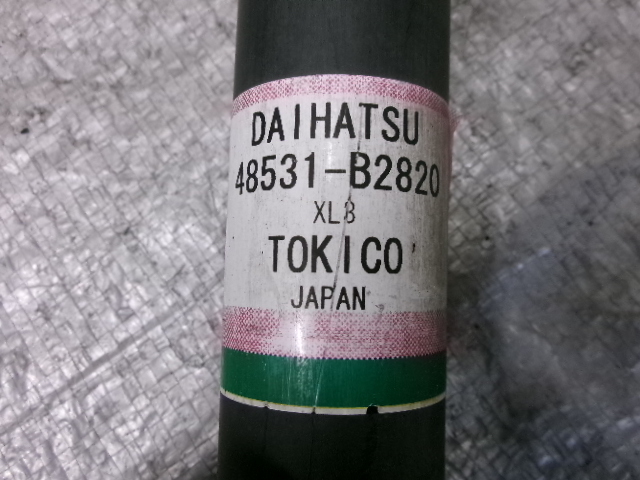 DAIHATSU
48531-B2820
XL8
TOKICO
JAPAN